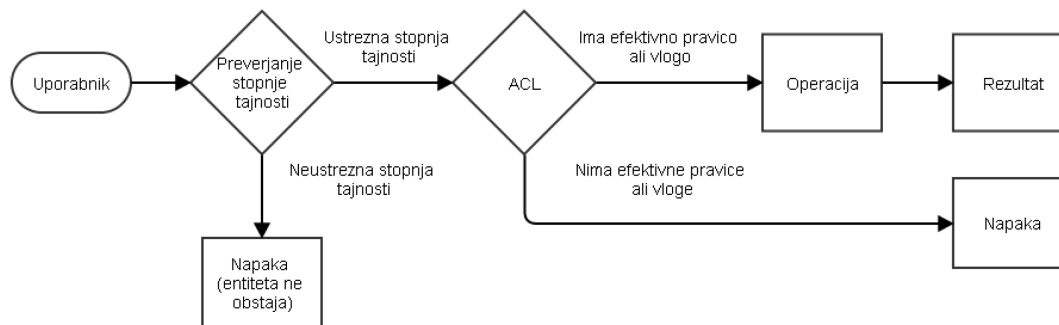 Uporabnik
Preverjanje
stopnje
tajnosti
Ustrezna stopnja
tajnosti
ACL
Ima efektivno pravico
ali vlogo
Operacija
Rezultat
Neustrezna stopnja
tajnosti
Nima efektivne pravice
ali vloge
Napaka
Napaka
(entiteta ne
obstaja)